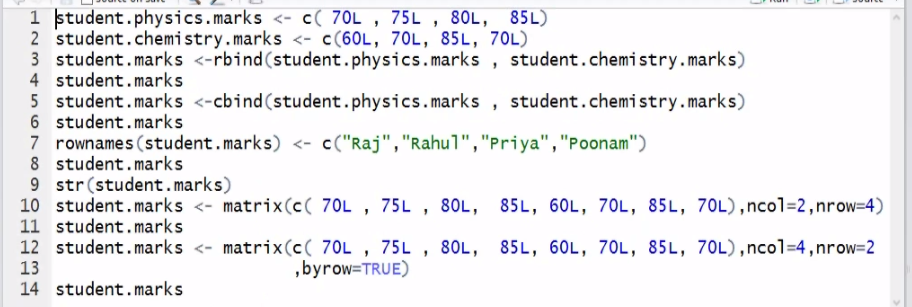 1 student.physics.marks <- c( 70L , 75L , 80L,  85L)
2 student.chemistry.marks <- c(60L, 70L, 85L, 70L)
3 student.marks <-rbind(student.physics.marks , student.chemistry.marks)
4 student.marks
5 student.marks <-cbind(student.physics.marks , student.chemistry.marks)
6 student.marks
7 rownames(student.marks) <- c("Raj","Rahul","Priya","Poonam")
8 student.marks
9 str(student.marks)
10 student.marks <- matrix(c( 70L , 75L , 80L,  85L, 60L, 70L, 85L, 70L),ncol=2,nrow=4)
11 student.marks
12 student.marks <- matrix(c( 70L , 75L , 80L,  85L, 60L, 70L, 85L, 70L),ncol=4,nrow=2
13                         ,byrow=TRUE)
14 student.marks